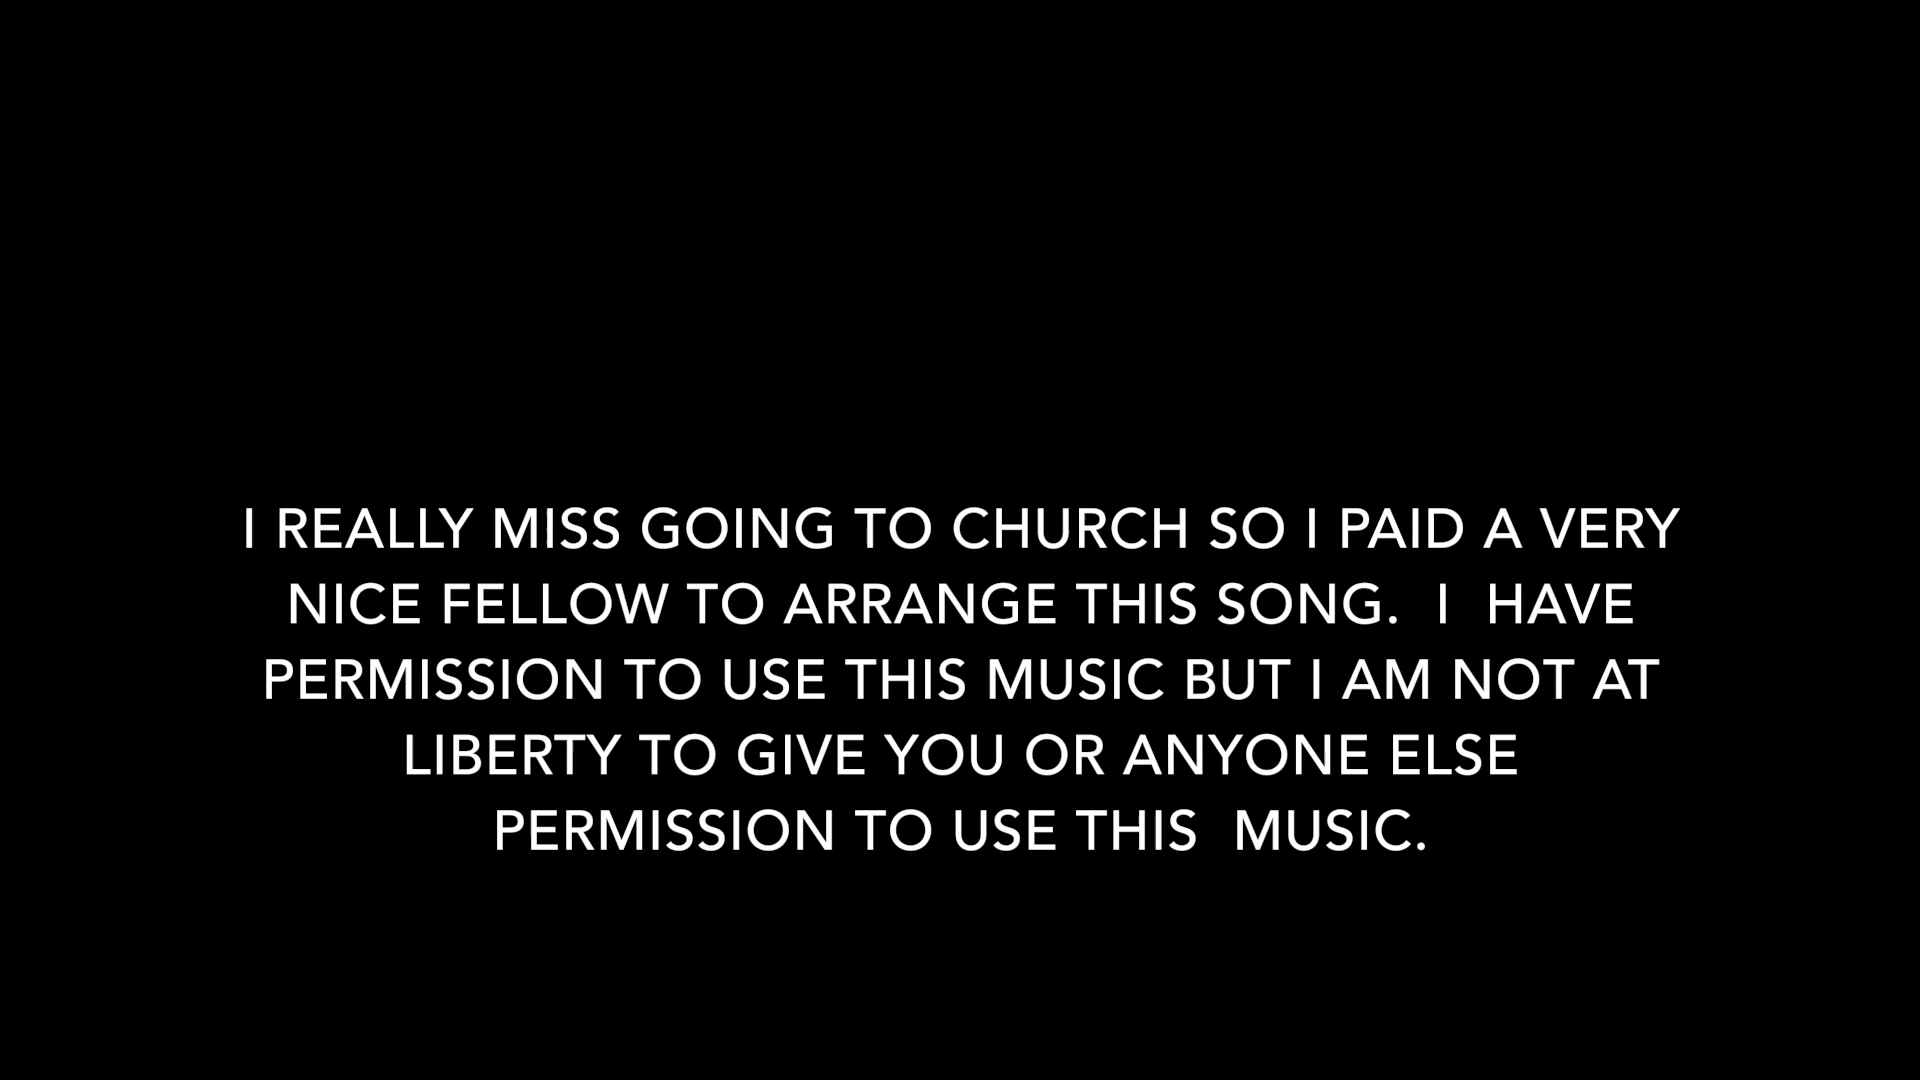 I REALLY MISS GOING TO CHURCH SO I PAID A VERY
NICE FELLOW TO ARRANGE THIS SONG.  I  HAVE
PERMISSION TO USE THIS MUSIC BUT I AM NOT AT
LIBERTY TO GIVE YOU OR ANYONE ELSE
PERMISSION TO USE THIS  MUSIC.